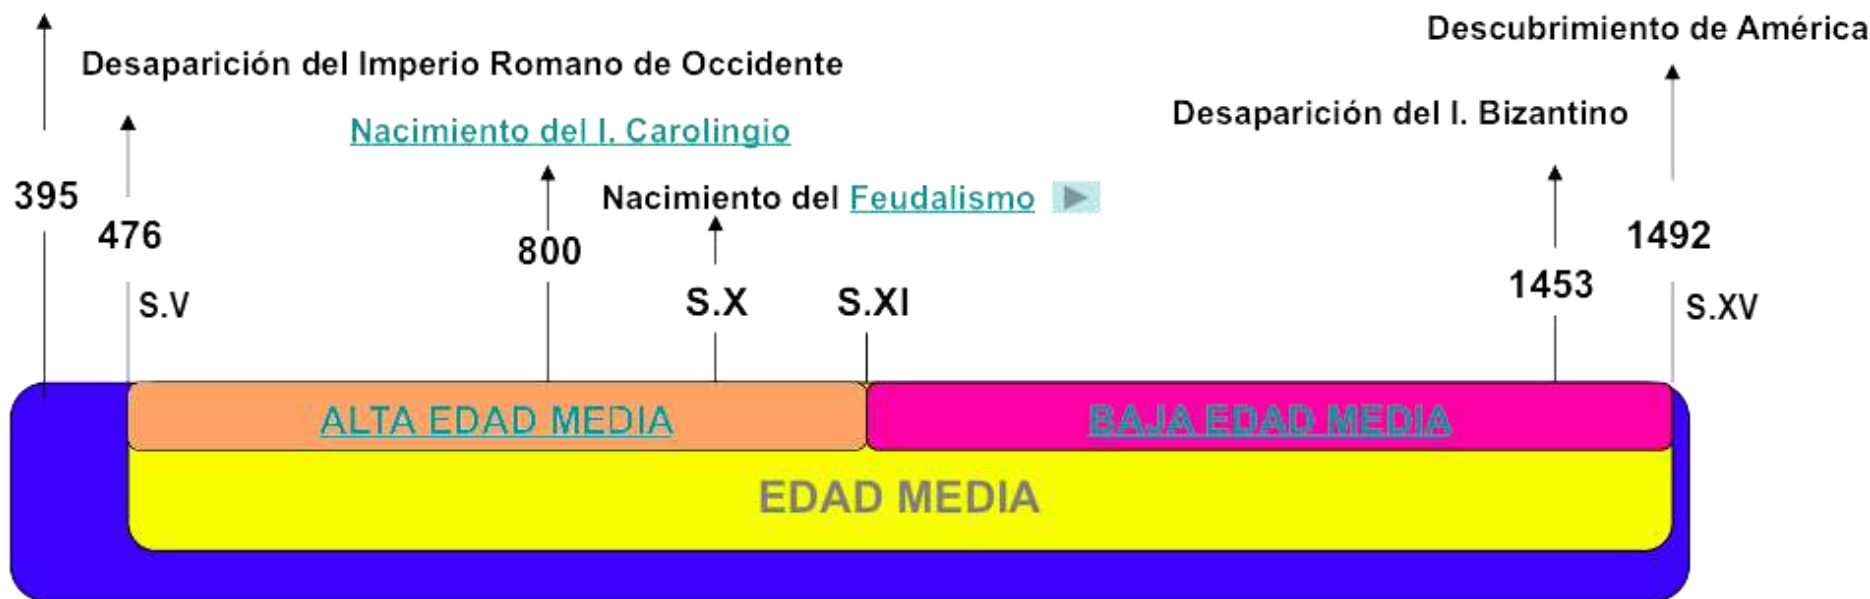 Descubrimiento de América
Desaparición del Imperio Romano de Occidente
Desaparición del I. Bizantino
Nacimiento del I. Carolingio
Nacimiento del Feudalismo
395
476
800
1492
1453
S.V
S.X
S.XI
S.XV
ALTA EDAD MEDIA
BAJA EDAD MEDIA
EDAD MEDIA